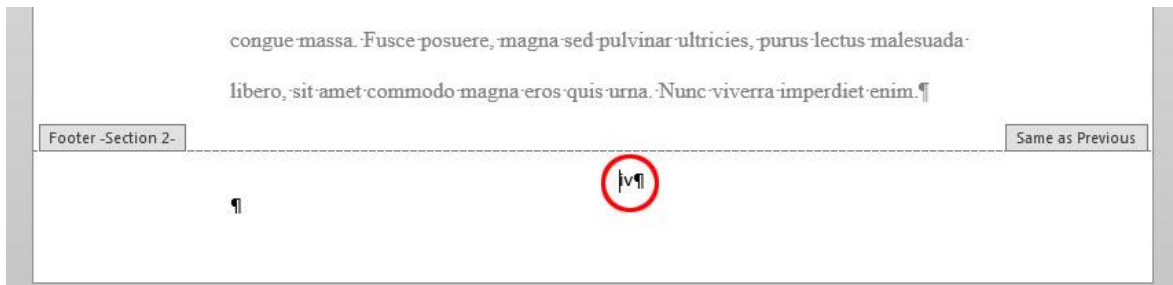 congue massa. Fusce posuere, magna sed pulvinar ultricies, purus lectus malesuada
libero, sit amet commodo magna eros quis urna. Nunc viverra imperdiet enim.¶
Footer -Section 2-
Same as Previous
iv¶
¶